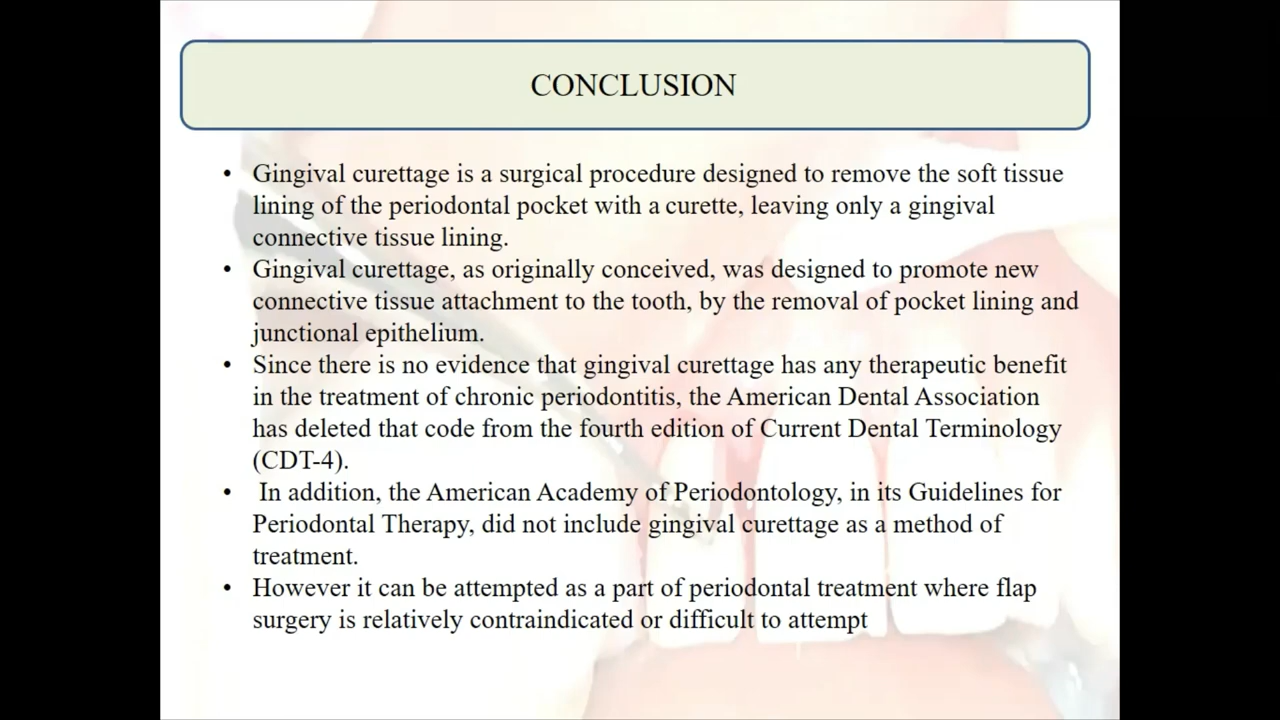 CONCLUSION
• Gingival curettage is a surgical procedure designed to remove the soft tissue
lining of the periodontal pocket with a curette, leaving only a gingival
connective tissue lining.
• Gingival curettage, as originally conceived, was designed to promote new
connective tissue attachment to the tooth, by the removal of pocket lining and
junctional epithelium.
• Since there is no evidence that gingival curettage has any therapeutic benefit
in the treatment of chronic periodontitis, the American Dental Association
has deleted that code from the fourth edition of Current Dental Terminology
(CDT-4).
• In addition, the American Academy of Periodontology, in its Guidelines for
Periodontal Therapy, did not include gingival curettage as a method of
treatment.
• However it can be attempted as a part of periodontal treatment where flap
surgery is relatively contraindicated or difficult to attempt